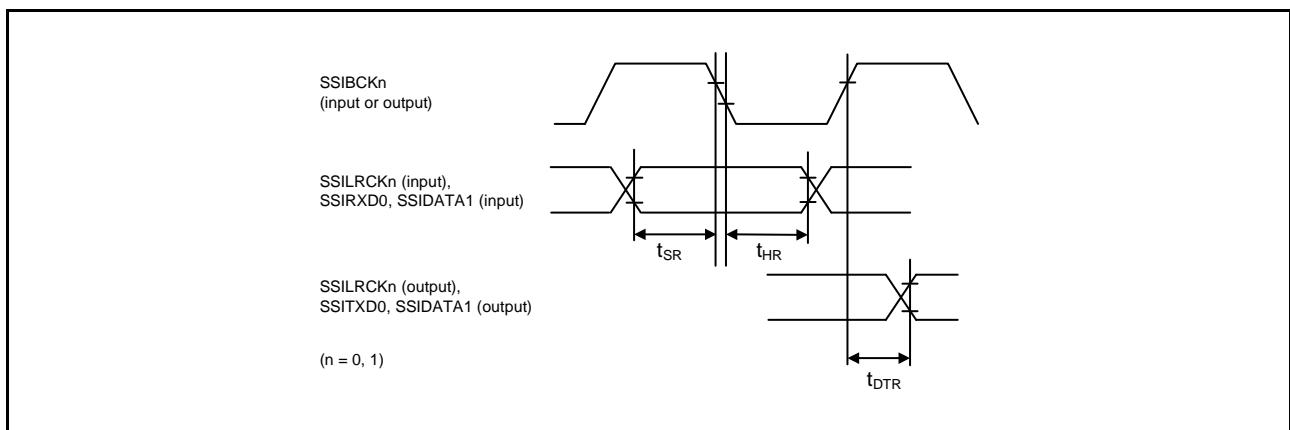 SSIBCKn
(input or output)
SSILRCKn (input),
SSIRXD0, SSIDATA1 (input)
tSR
tHR
SSILRCKn (output),
SSITXD0, SSIDATA1 (output)
(n = 0, 1)
tDTR